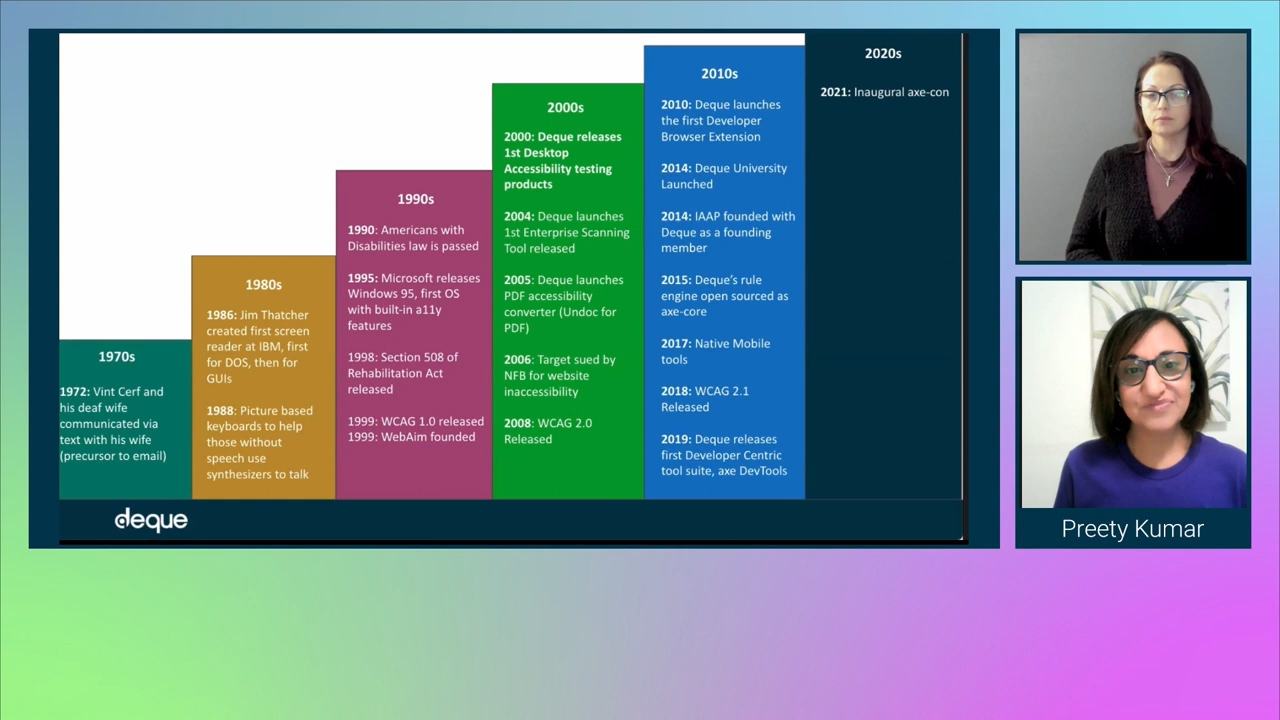 1970s
1972: Vint Cerf and
his deaf wife
communicated via
text with his wife
(precursor to email)
1980s
1986: Jim Thatcher
created first screen
reader at IBM, first
for DOS, then for
GUIs
1988: Picture based
keyboards to help
those without
speech use
synthesizers to talk
1990s
1990: Americans with
Disabilities law is passed
1995: Microsoft releases
Windows 95, first OS
with built-in a11y
features
1998: Section 508 of
Rehabilitation Act
released
1999: WCAG 1.0 released
1999: WebAim founded
2000s
2000: Deque releases
1st Desktop
Accessibility testing
products
2004: Deque launches
1st Enterprise Scanning
Tool released
2005: Deque launches
PDF accessibility
converter (Undoc for
PDF)
2006: Target sued by
NFB for website
inaccessibility
2008: WCAG 2.0
Released
2010s
2010: Deque launches
the first Developer
Browser Extension
2014: Deque University
Launched
2014: IAAP founded with
Deque as a founding
member
2015: Deque's rule
engine open sourced as
axe-core
2017: Native Mobile
tools
2018: WCAG 2.1
Released
2019: Deque releases
first Developer Centric
tool suite, axe DevTools
2020s
2021: Inaugural axe-con
deque
Preety Kumar